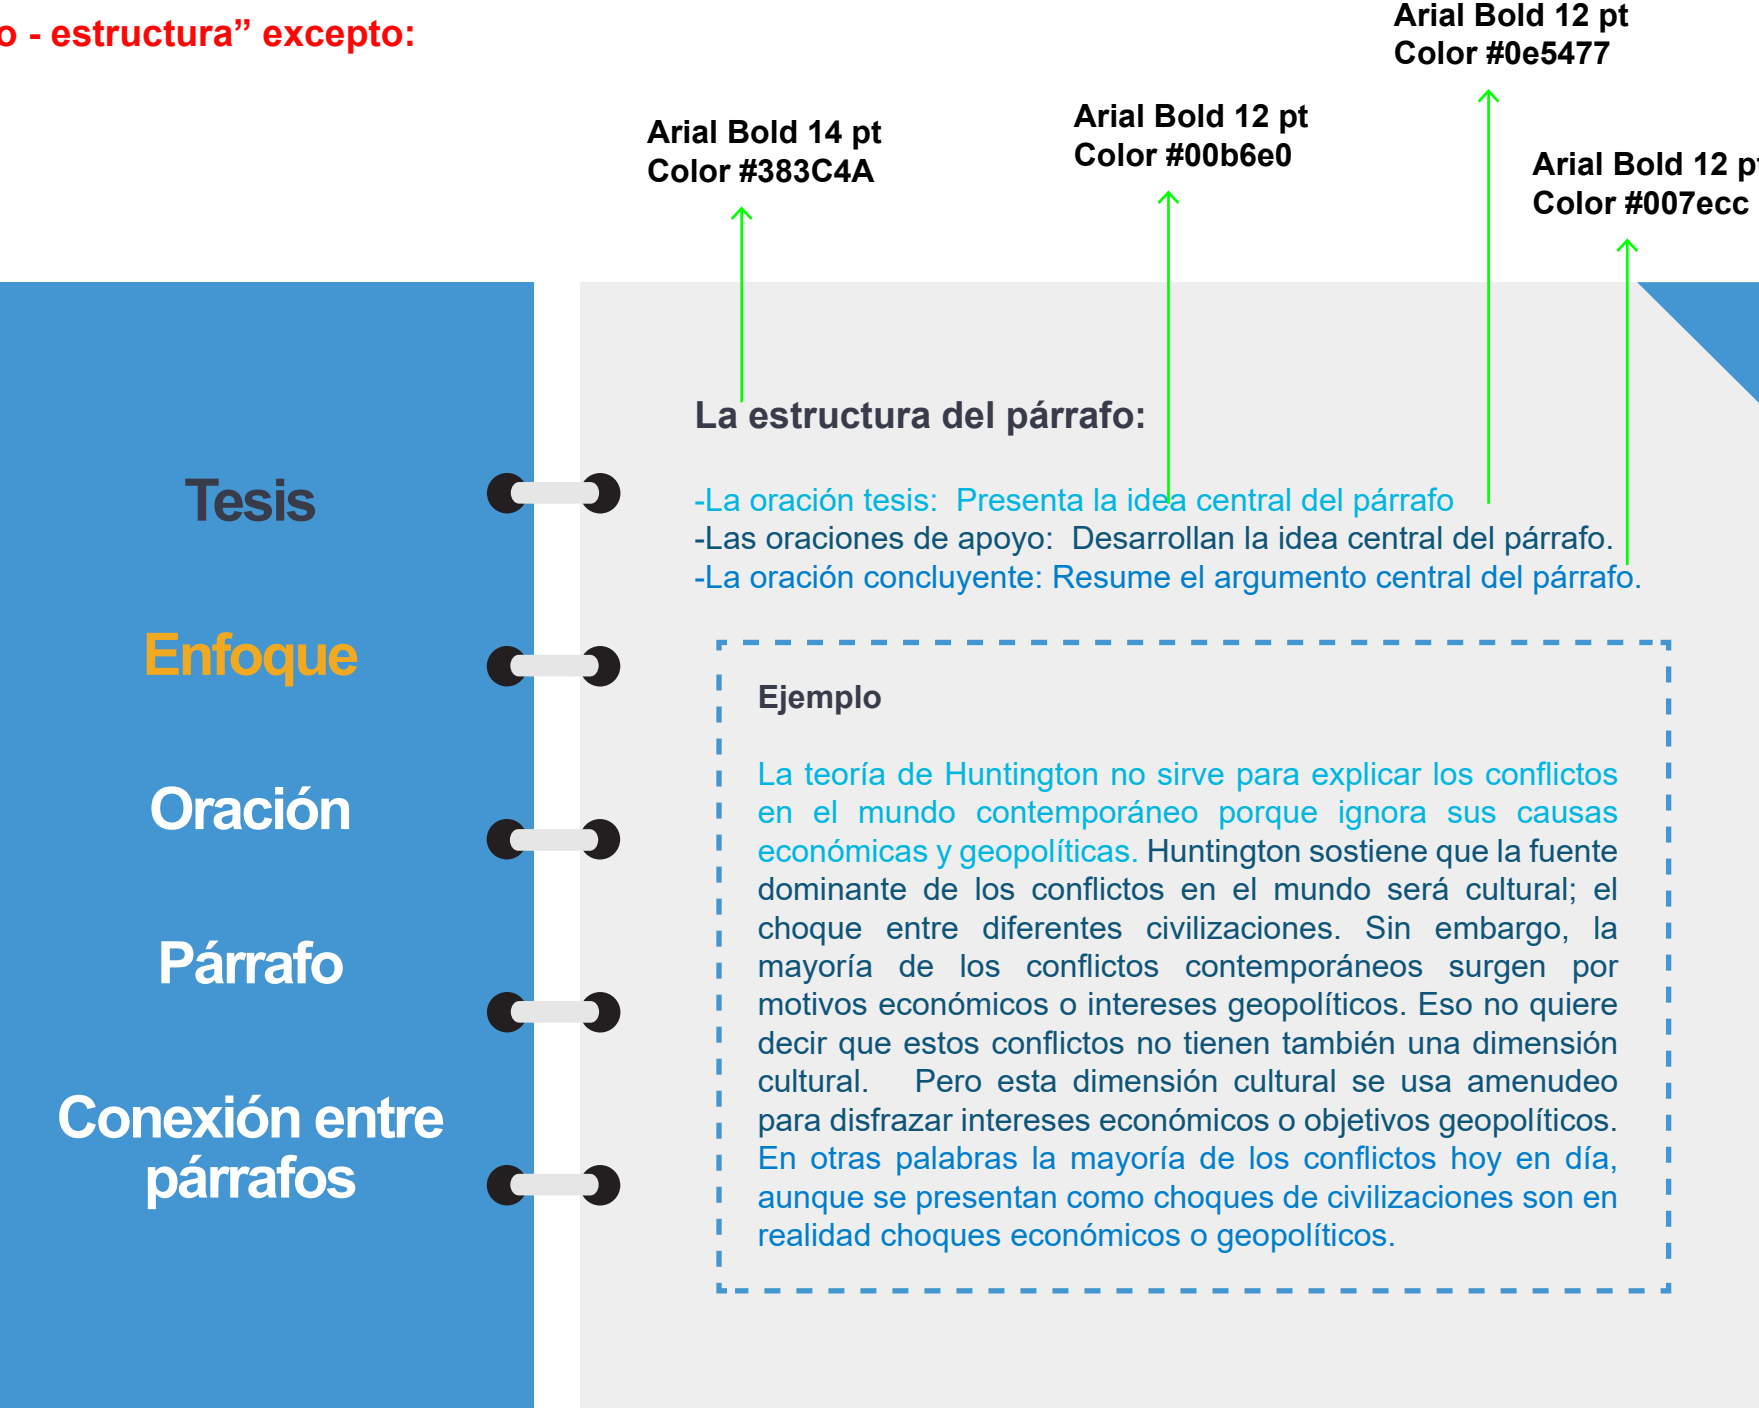 o - estructura” excepto:
Arial Bold 12 pt
Color #0e5477
Arial Bold 14 pt
Color #383C4A
Arial Bold 12 pt
Color #00b6e0
Arial Bold 12 pt
Color #007ecc
Tesis
Enfoque
Oración
Párrafo
Conexión entre
párrafos
La estructura del párrafo:
-La oración tesis:  Presenta la idea central del párrafo
-Las oraciones de apoyo:  Desarrollan la idea central del párrafo.
-La oración concluyente: Resume el argumento central del párrafo.
Ejemplo
La teoría de Huntington no sirve para explicar los conflictos
en el mundo contemporáneo porque ignora sus causas
económicas y geopolíticas. Huntington sostiene que la fuente
dominante de los conflictos en el mundo será cultural; el
choque entre diferentes civilizaciones. Sin embargo, la
mayoría de los conflictos contemporáneos surgen por
motivos económicos o intereses geopolíticos. Eso no quiere
decir que estos conflictos no tienen también una dimensión
cultural.  Pero esta dimensión cultural se usa amenudeo
para disfrazar intereses económicos o objetivos geopolíticos.
En otras palabras la mayoría de los conflictos hoy en día,
aunque se presentan como choques de civilizaciones son en
realidad choques económicos o geopolíticos.